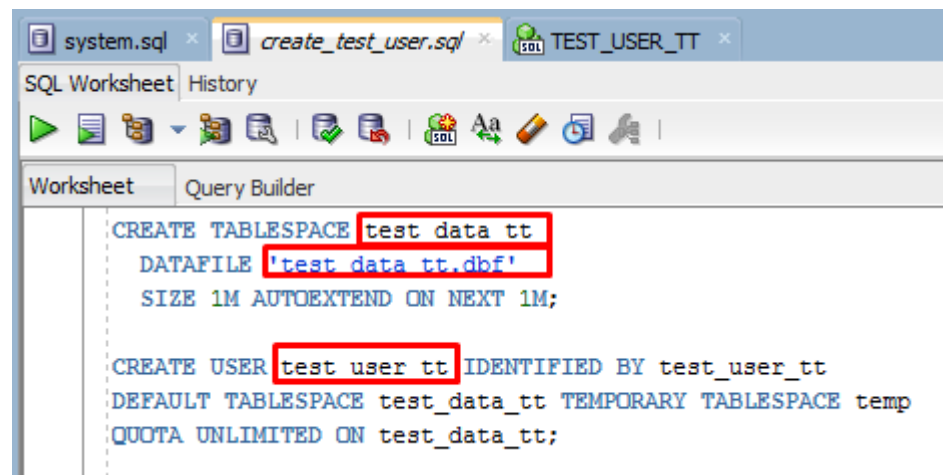 system.sql create_test_user.sql TEST_USER_TT
SQL Worksheet History
Worksheet Query Builder
CREATE TABLESPACE test_data_tt
DATAFILE 'test_data_tt.dbf'
SIZE 1M AUTOEXTEND ON NEXT 1M;
CREATE USER test_user_tt IDENTIFIED BY test_user_tt
DEFAULT TABLESPACE test_data_tt TEMPORARY TABLESPACE temp
QUOTA UNLIMITED ON test_data_tt;